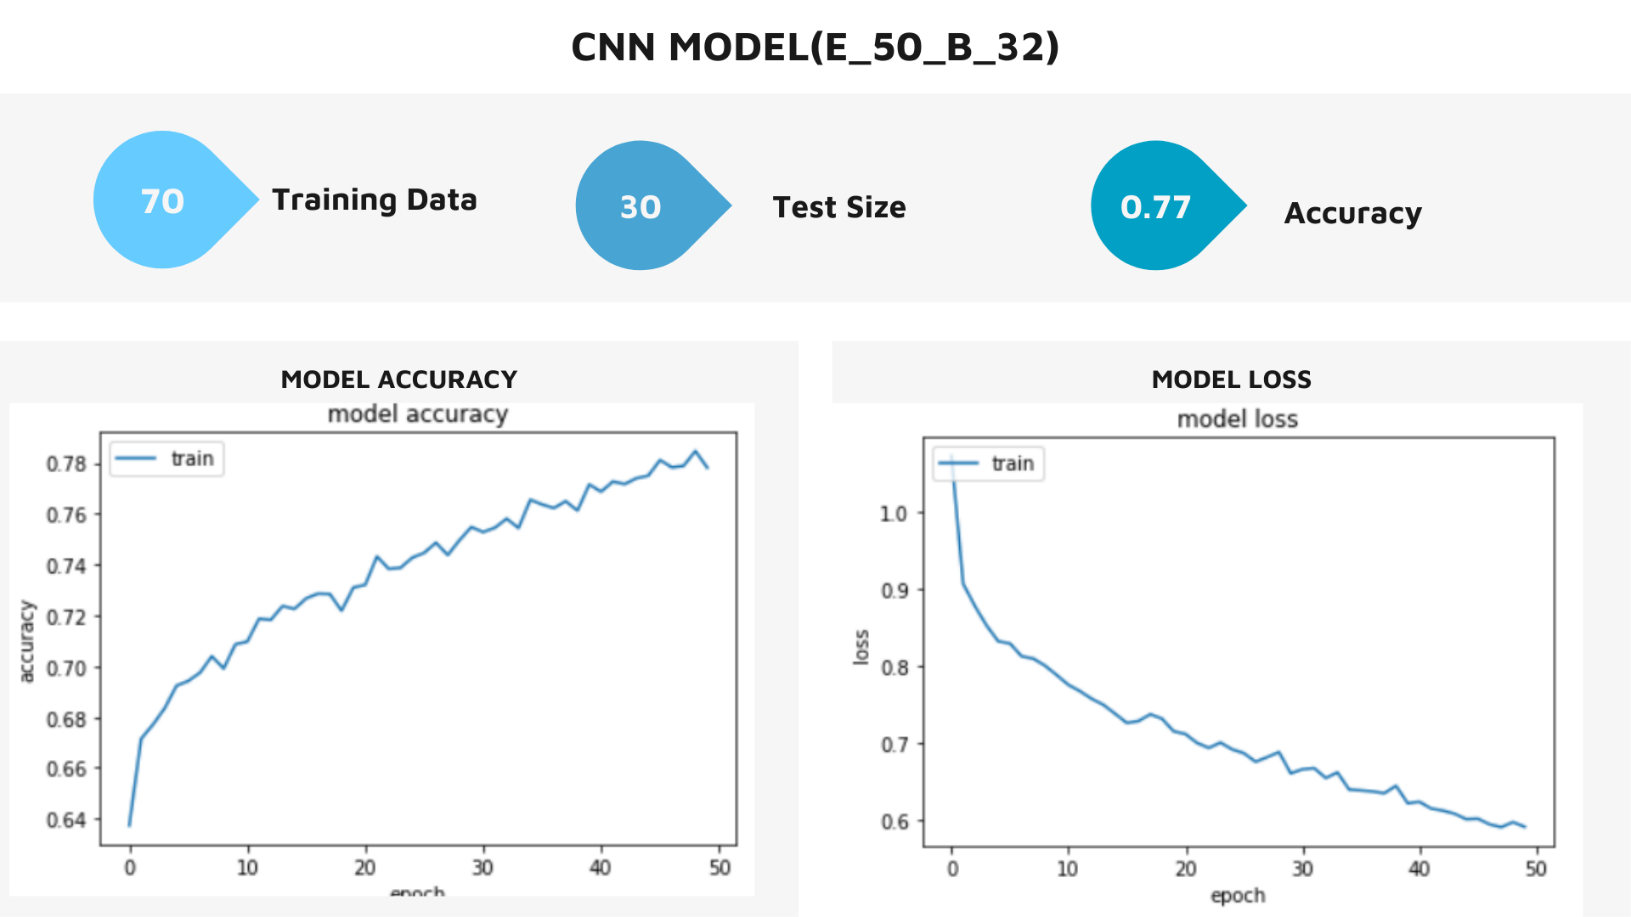 CNN MODEL(E_50_B_32)
70 Training Data
30 Test Size
0.77 Accuracy
MODEL ACCURACY
model accuracy
train
0.78
0.76
0.74
0.72
0.70
0.68
0.66
0.64
accuracy
0 10 20 30 40 50
epoch
MODEL LOSS
model loss
train
1.0
0.9
0.8
0.7
0.6
loss
0 10 20 30 40 50
epoch